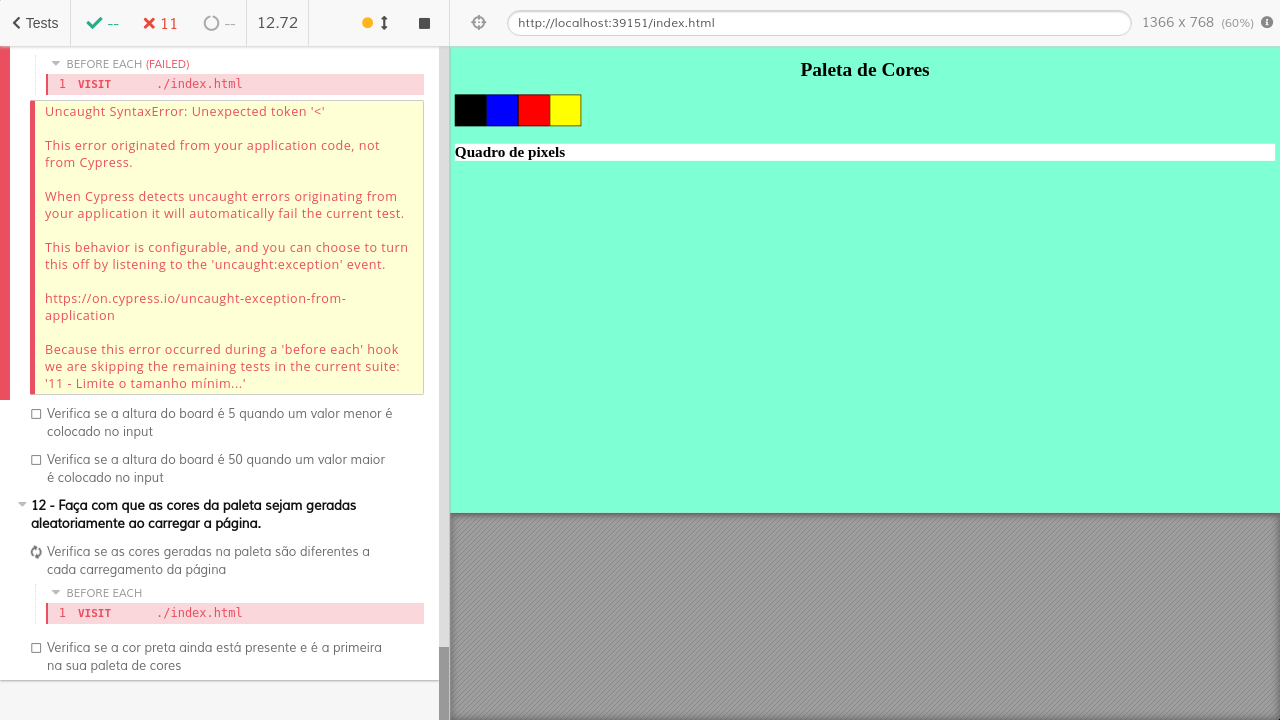 Tests
--
11
--
12.72
http://localhost:39151/index.html
1366 x 768 (60%)
BEFORE EACH (FAILED)
1 VISIT ./index.html
Uncaught SyntaxError: Unexpected token '<'
This error originated from your application code, not
from Cypress.
When Cypress detects uncaught errors originating from
your application it will automatically fail the current test.
This behavior is configurable, and you can choose to turn
this off by listening to the 'uncaught:exception' event.
https://on.cypress.io/uncaught-exception-from-
application
Because this error occurred during a 'before each' hook
we are skipping the remaining tests in the current suite:
'11 - Limite o tamanho mínim...'
Verifica se a altura do board é 5 quando um valor menor é
colocado no input
Verifica se a altura do board é 50 quando um valor maior
é colocado no input
12 - Faça com que as cores da paleta sejam geradas
aleatoriamente ao carregar a página.
Verifica se as cores geradas na paleta são diferentes a
cada carregamento da página
BEFORE EACH
1 VISIT ./index.html
Verifica se a cor preta ainda está presente e é a primeira
na sua paleta de cores
Paleta de Cores
Quadro de pixels